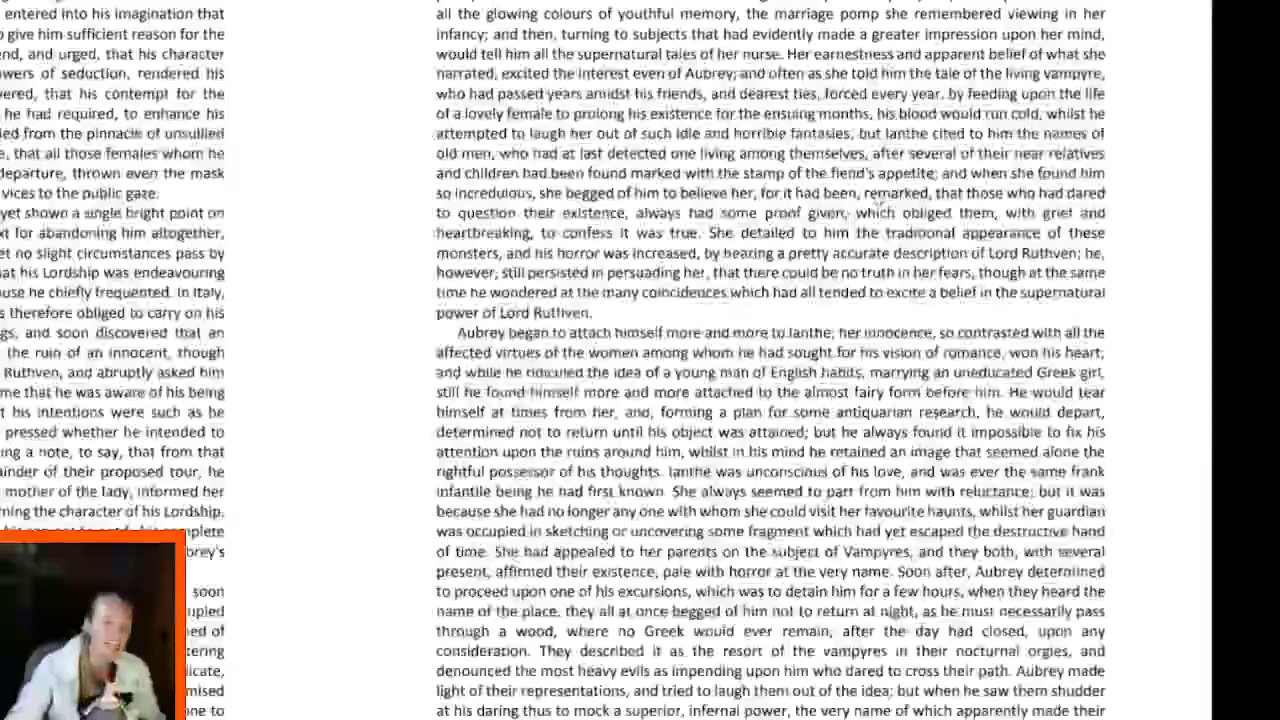 entered into his imagination that
give him sufficient reason for the
end, and urged, that his character
wers of seduction, rendered his
vered, that his contempt for the
he had required, to enhance his
led from the pinnacle of unsullied
e, that all those females whom he
departure, thrown even the mask
vices to the public gaze.
yet shown a single bright point on
xt for abandoning him altogether,
et no slight circumstances pass by
hat his Lordship was endeavouring
use he chiefly frequented. In Italy,
s therefore obliged to carry on his
gs, and soon discovered that an
the ruin of an innocent, though
Ruthven, and abruptly asked him
me that he was aware of his being
t his intentions were such as he
pressed whether he intended to
ing a note, to say, that from that
ainder of their proposed tour, he
mother of the lady, informed her
ning the character of his Lordship.
mplete
brey's
soon
upied
ned of
tering
licate,
mised
one to
all the glowing colours of youthful memory, the marriage pomp she remembered viewing in her
infancy; and then, turning to subjects that had evidently made a greater impression upon her mind,
would tell him all the supernatural tales of her nurse. Her earnestness and apparent belief of what she
narrated, excited the interest even of Aubrey; and often as she told him the tale of the living vampyre,
who had passed years amidst his friends, and dearest ties, forced every year, by feeding upon the life
of a lovely female to prolong his existence for the ensuing months, his blood would run cold, whilst he
attempted to laugh her out of such idle and horrible fantasies, but Ianthe cited to him the names of
old men, who had at last detected one living among themselves, after several of their near relatives
and children had been found marked with the stamp of the fiend's appetite; and when she found him
so incredulous, she begged of him to believe her, for it had been, remarked, that those who had dared
to question their existence, always had some proof given, which obliged them, with grief and
heartbreaking, to confess it was true. She detailed to him the traditional appearance of these
monsters, and his horror was increased, by hearing a pretty accurate description of Lord Ruthven; he,
however; still persisted in persuading her, that there could be no truth in her fears, though at the same
time he wondered at the many coincidences which had all tended to excite a belief in the supernatural
power of Lord Ruthven.
Aubrey began to attach himself more and more to Ianthe; her innocence, so contrasted with all the
affected virtues of the women among whom he had sought for his vision of romance, won his heart;
and while he ridiculed the idea of a young man of English habits, marrying an uneducated Greek girl,
still he found himself more and more attached to the almost fairy form before him. He would tear
himself at times from her, and, forming a plan for some antiquarian research, he would depart,
determined not to return until his object was attained; but he always found it impossible to fix his
attention upon the ruins around him, whilst in his mind he retained an image that seemed alone the
rightful possessor of his thoughts. Ianthe was unconscious of his love, and was ever the same frank
infantile being he had first known. She always seemed to part from him with reluctance; but it was
because she had no longer any one with whom she could visit her favourite haunts, whilst her guardian
was occupied in sketching or uncovering some fragment which had yet escaped the destructive hand
of time. She had appealed to her parents on the subject of Vampyres, and they both, with several
present, affirmed their existence, pale with horror at the very name. Soon after, Aubrey determined
to proceed upon one of his excursions, which was to detain him for a few hours, when they heard the
name of the place, they all at once begged of him not to return at night, as he must necessarily pass
through a wood, where no Greek would ever remain, after the day had closed, upon any
consideration. They described it as the resort of the vampyres in their nocturnal orgies, and
denounced the most heavy evils as impending upon him who dared to cross their path. Aubrey made
light of their representations, and tried to laugh them out of the idea; but when he saw them shudder
at his daring thus to mock a superior, infernal power, the very name of which apparently made their